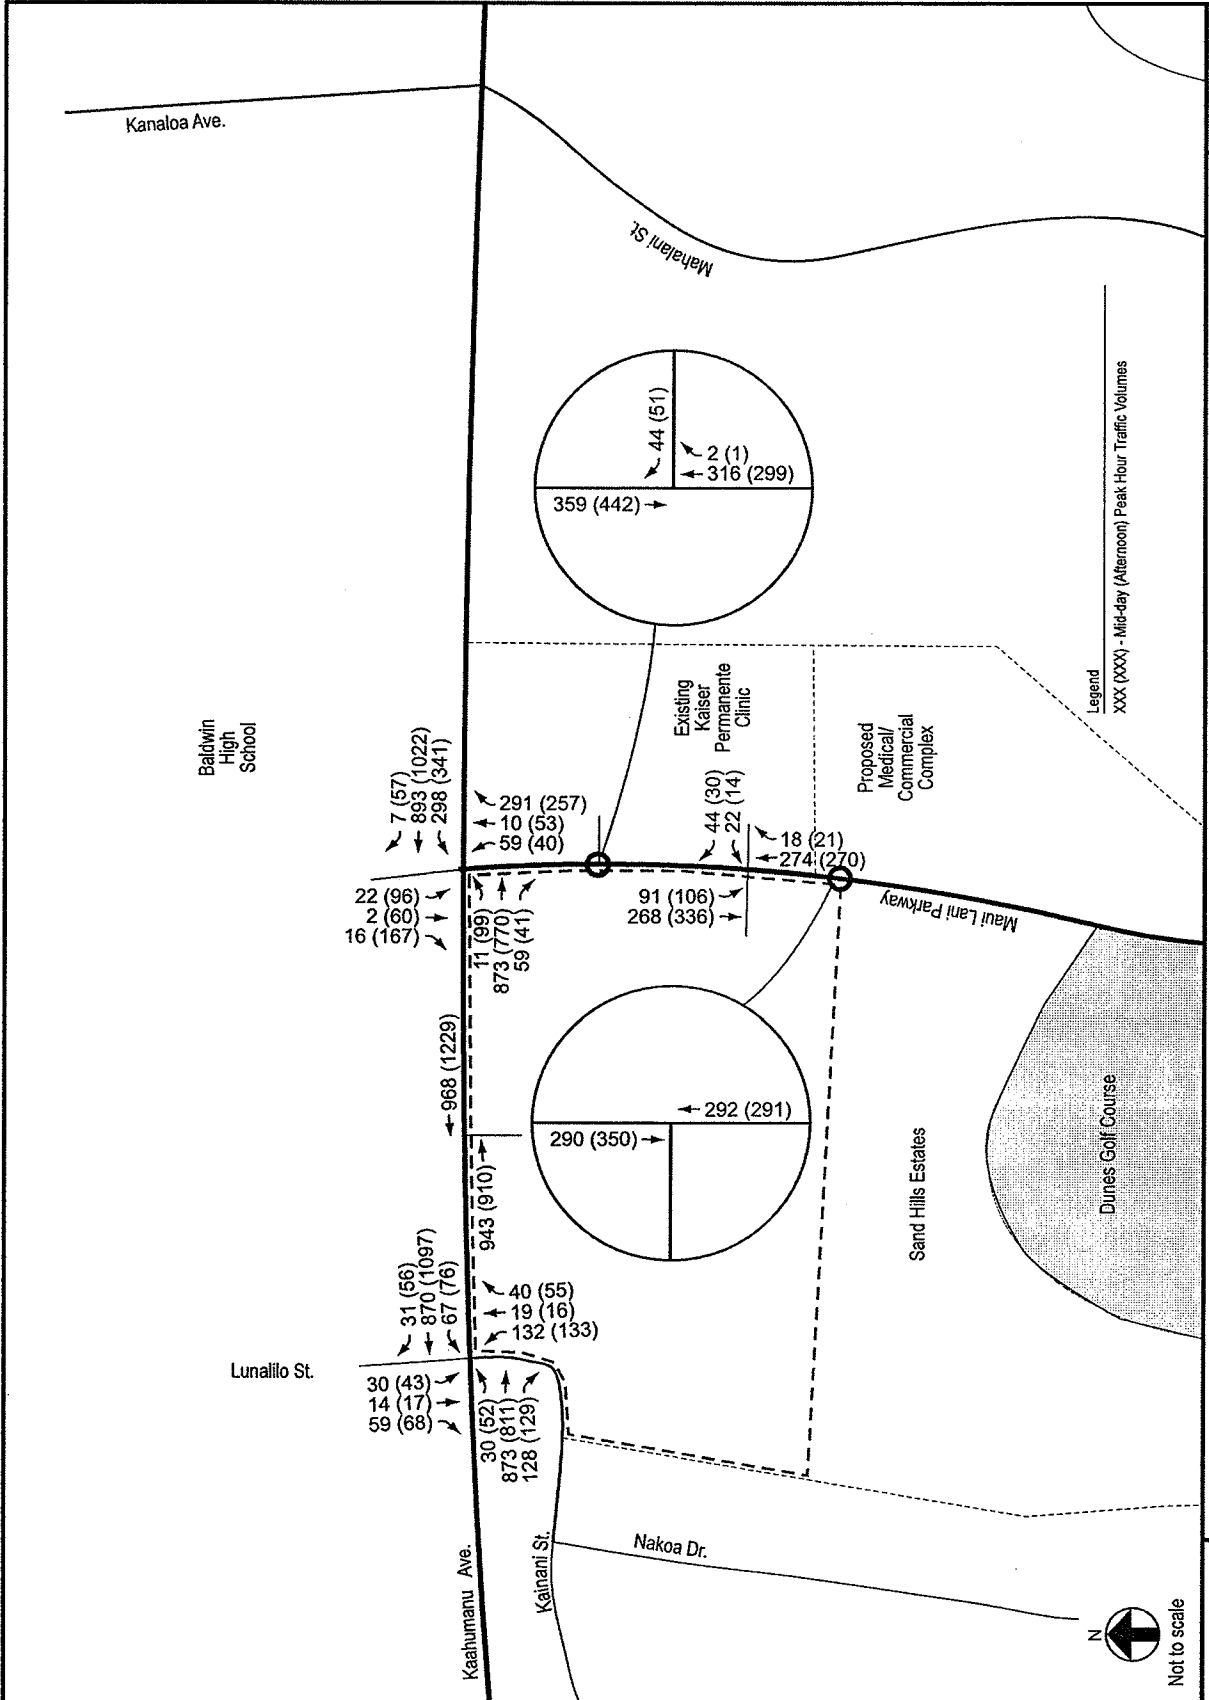 Kanaloa Ave.
Mahalani St.
44 (51)
2 (1)
316 (299)
359 (442)
Legend
XXX (XXX) - Mid-day (Afternoon) Peak Hour Traffic Volumes
Baldwin
High
School
Existing
Kaiser
Permanente
Clinic
Proposed
Medical/
Commercial
Complex
7 (57)
893 (1022)
298 (341)
291 (257)
10 (53)
59 (40)
44 (30)
22 (14)
18 (21)
274 (270)
22 (96)
2 (60)
16 (167)
11 (99)
873 (770)
59 (41)
91 (106)
268 (336)
Maui Lani Parkway
968 (1229)
943 (910)
292 (291)
290 (350)
Sand Hills Estates
Dunes Golf Course
31 (56)
870 (1097)
67 (76)
40 (55)
19 (16)
132 (133)
Lunalilo St.
30 (43)
14 (17)
59 (68)
30 (52)
873 (811)
128 (129)
Kaahumanu Ave.
Kainani St.
Nakoa Dr.
N
Not to scale